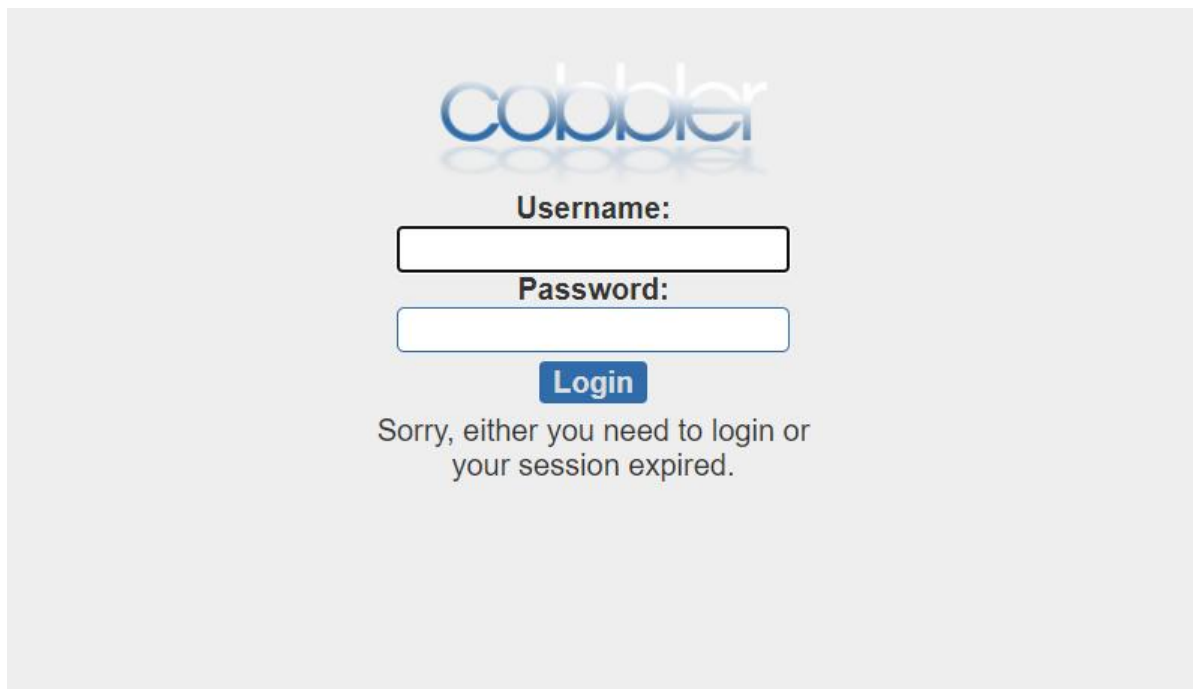 cobbler
Username:
Password:
Login
Sorry, either you need to login or
your session expired.